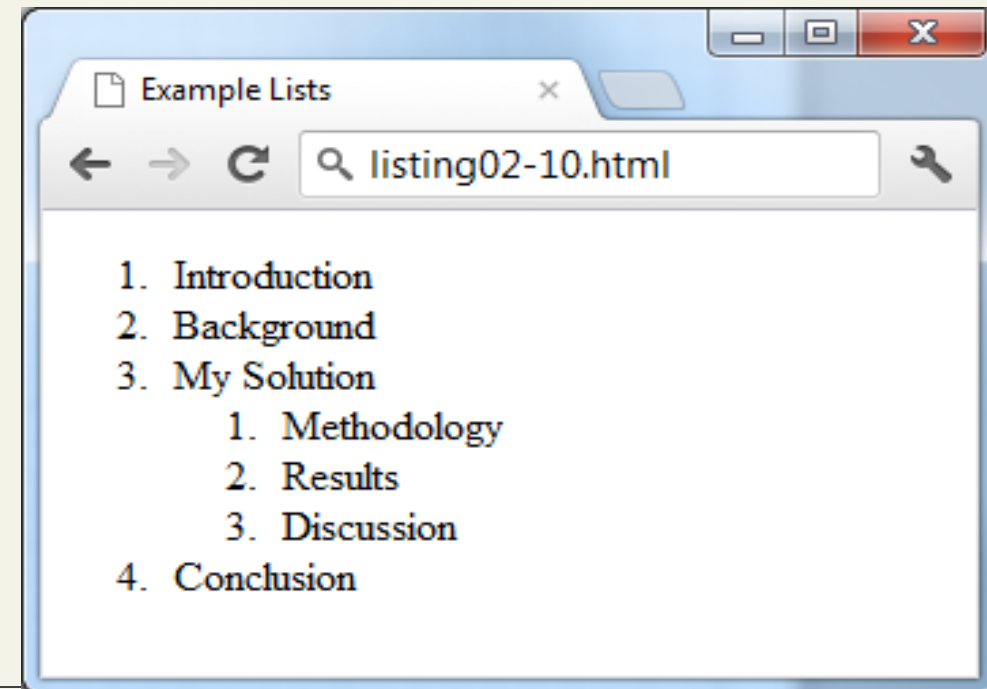 Example Lists
listing02-10.html
1. Introduction
2. Background
3. My Solution
1. Methodology
2. Results
3. Discussion
4. Conclusion